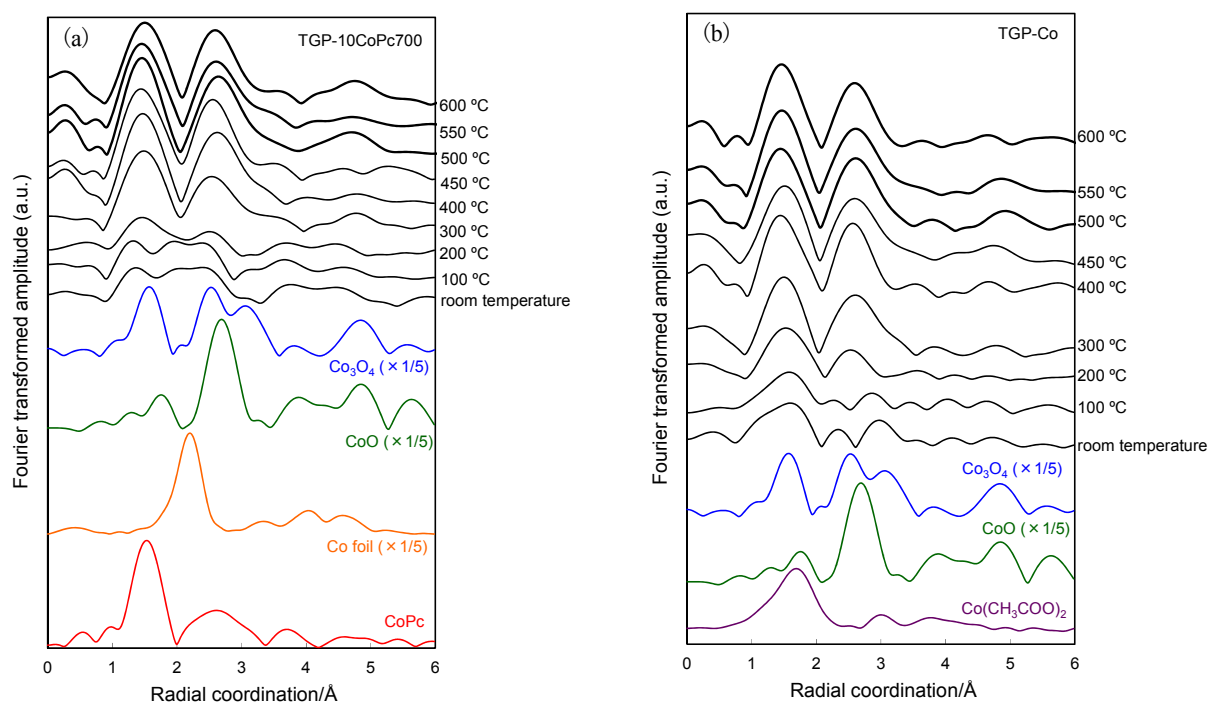 (a)
TGP-10CoPc700
600 ºC
550 ºC
500 ºC
450 ºC
400 ºC
300 ºC
200 ºC
100 ºC
room temperature
Co₃O₄ (×1/5)
CoO (×1/5)
Co foil (×1/5)
CoPc
0 1 2 3 4 5 6
Radial coordination/Å
Fourier transformed amplitude (a.u.)
(b)
TGP-Co
600 ºC
550 ºC
500 ºC
450 ºC
400 ºC
300 ºC
200 ºC
100 ºC
room temperature
Co₃O₄ (×1/5)
CoO (×1/5)
Co(CH₃COO)₂
0 1 2 3 4 5 6
Radial coordination/Å
Fourier transformed amplitude (a.u.)